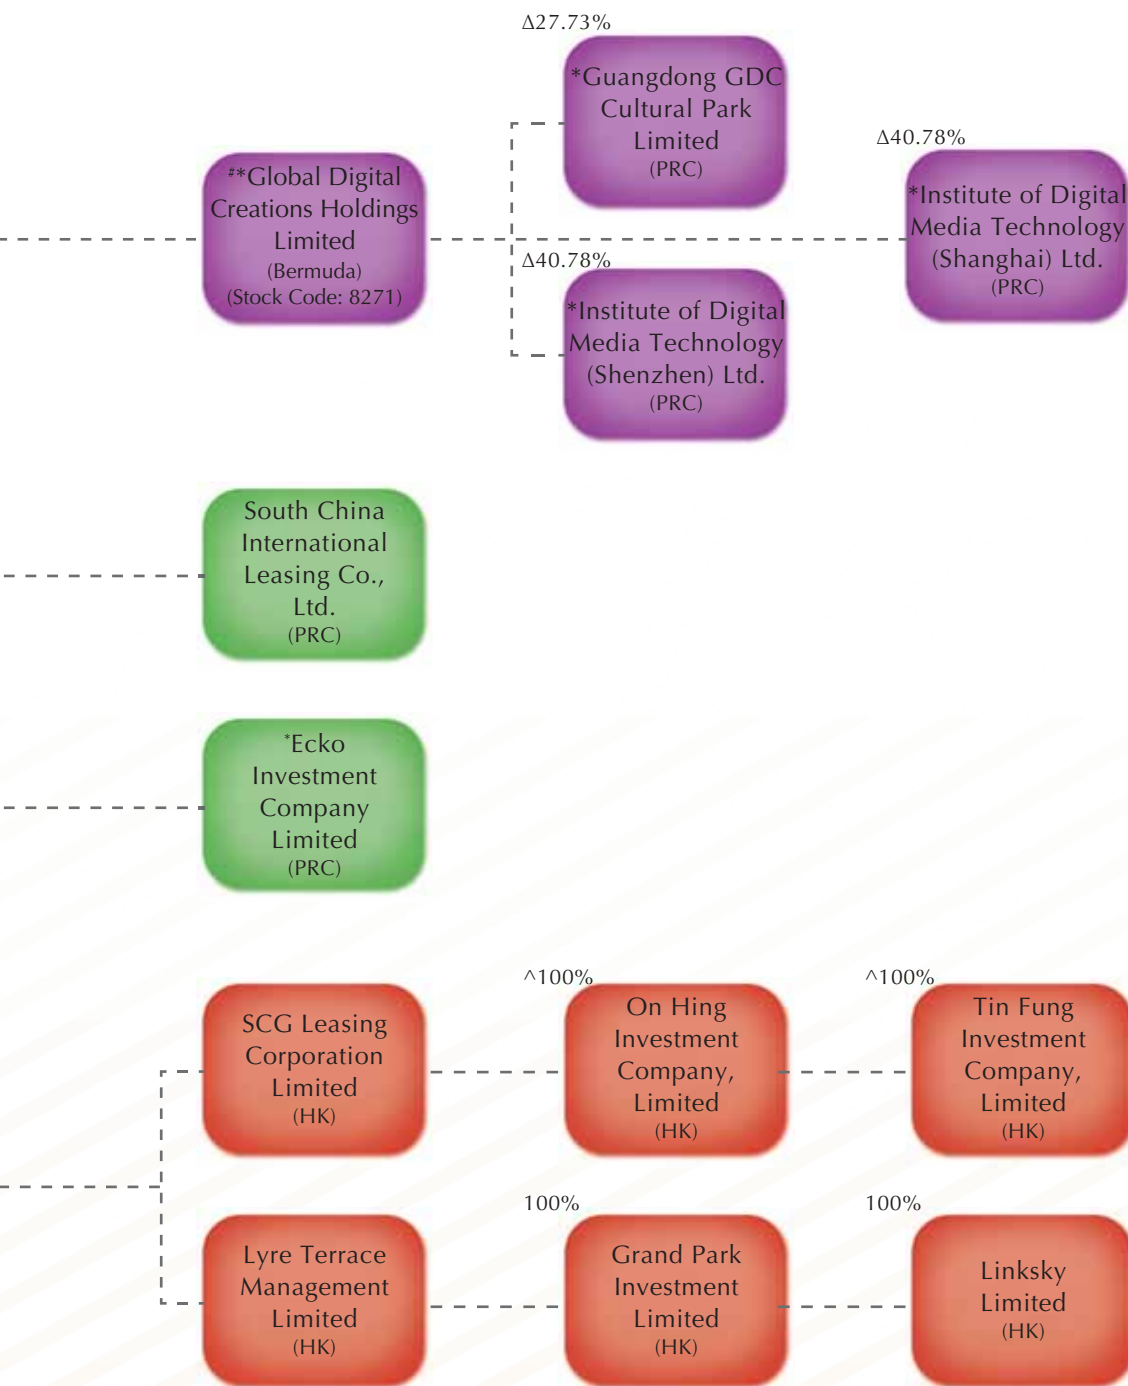 Δ27.73%
*Guangdong GDC
Cultural Park
Limited
(PRC)
Δ40.78%
#*Global Digital
Creations Holdings
Limited
(Bermuda)
(Stock Code: 8271)
*Institute of Digital
Media Technology
(Shanghai) Ltd.
(PRC)
Δ40.78%
*Institute of Digital
Media Technology
(Shenzhen) Ltd.
(PRC)
South China
International
Leasing Co.,
Ltd.
(PRC)
*Ecko
Investment
Company
Limited
(PRC)
SCG Leasing
Corporation
Limited
(HK)
^100%
On Hing
Investment
Company,
Limited
(HK)
^100%
Tin Fung
Investment
Company,
Limited
(HK)
Lyre Terrace
Management
Limited
(HK)
100%
Grand Park
Investment
Limited
(HK)
100%
Linksky
Limited
(HK)